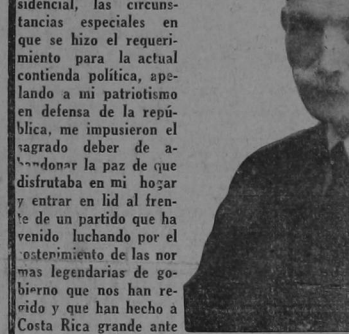 sidencial, las circuns-
tancias especiales en
que se hizo el requeri-
miento para la actual
contienda política, ape-
lando a mi patriotismo
en defensa de la repú-
blica, me impusieron el
sagrado deber de a-
bandonar la paz de que
disfrutaba en mi hogar
y entrar en lid al fren-
te de un partido que ha
venido luchando por el
sostenimiento de las nor
mas legendarias de go-
bierno que nos han re-
gido y que han hecho a
Costa Rica grande ante